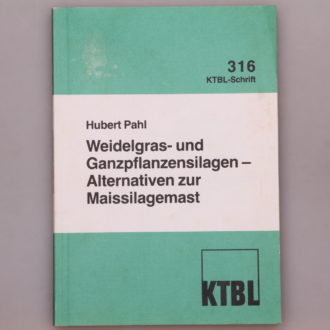 316
KTBL-Schrift
Hubert Pahl
Weidelgras- und
Ganzpflanzensilagen –
Alternativen zur
Maissilagemast
KTBL